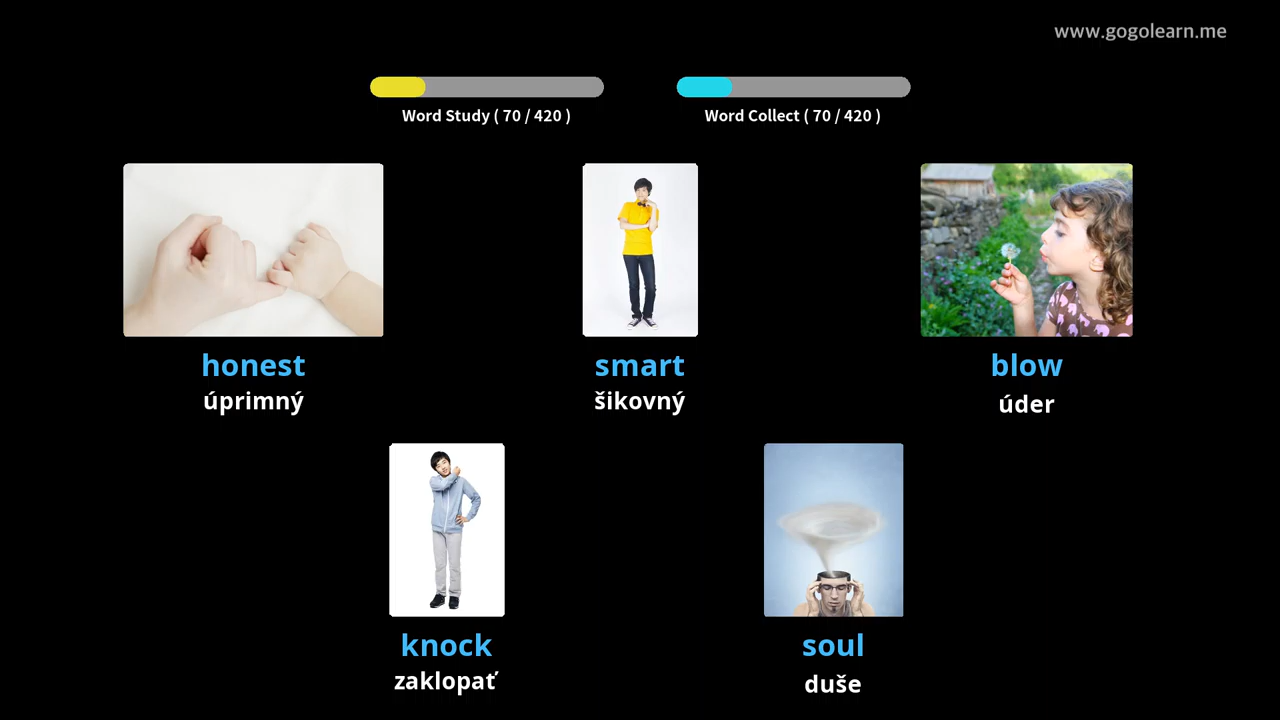 www.gogolearn.me
Word Study ( 70 / 420 )
Word Collect ( 70 / 420 )
honest
úprimný
smart
šikovný
blow
úder
knock
zaklopať
soul
duše